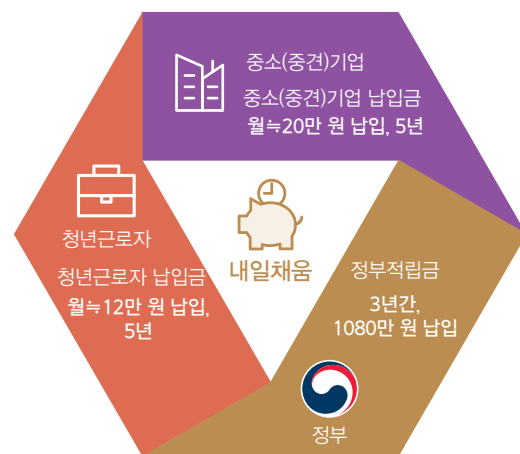 중소(중견)기업
중소(중견)기업 납입금
월≒20만 원 납입, 5년
청년근로자
청년근로자 납입금
월≒12만 원 납입,
5년
내일채움
정부적립금
3년간,
1080만 원 납입
정부